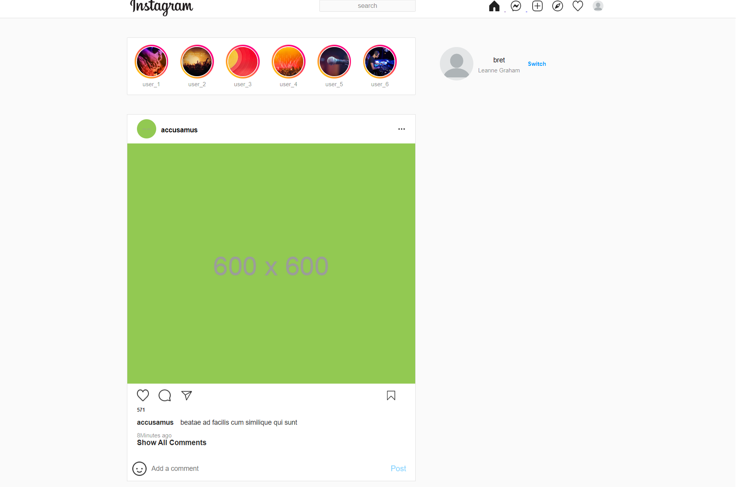 Instagram
search
user_1 user_2 user_3 user_4 user_5 user_6
bret
Leanne Graham
Switch
accusamus
600 x 600
571
accusamus beatae ad facilis cum similique qui sunt
6Minutes ago
Show All Comments
Add a comment Post